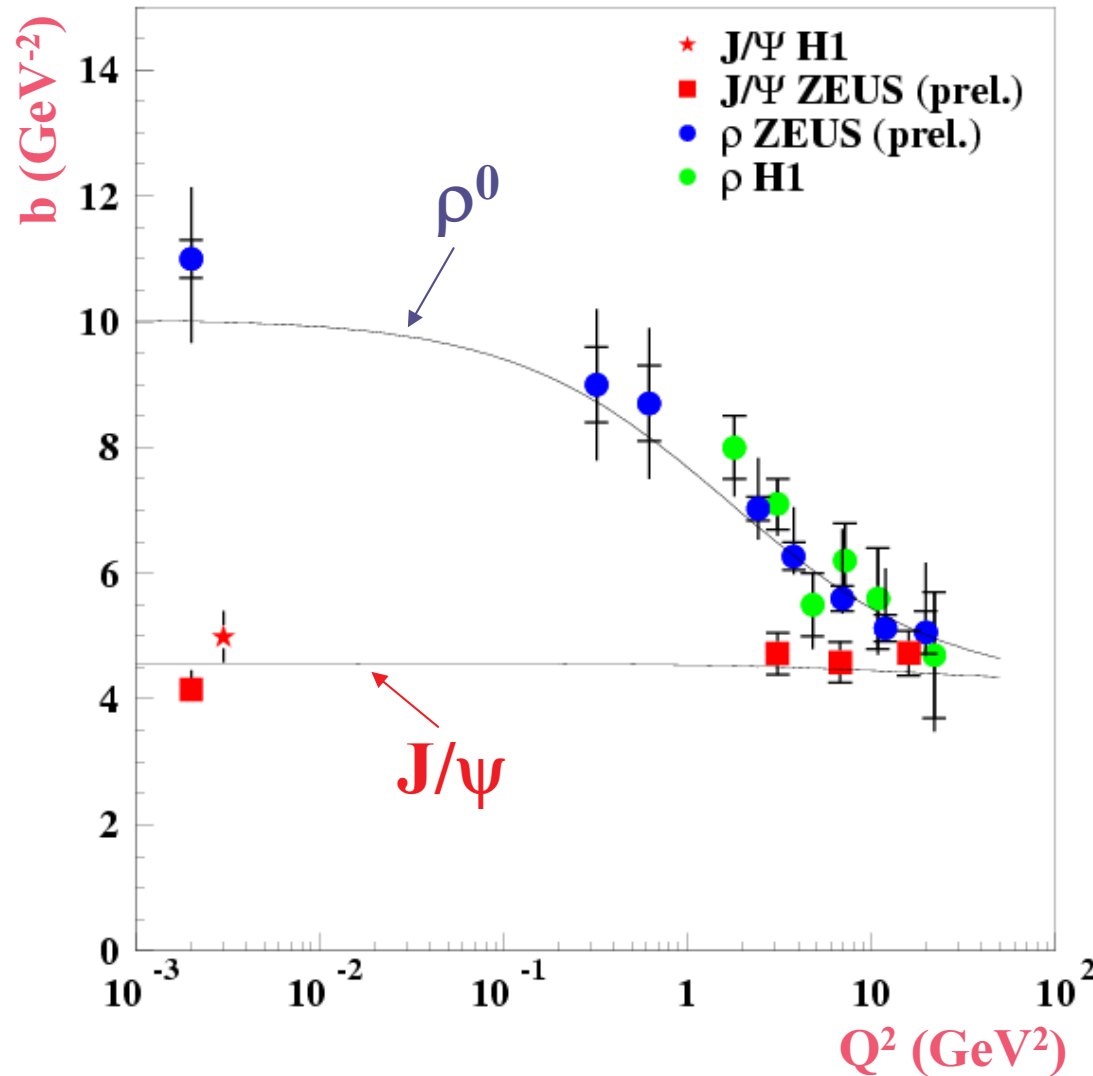 b (GeV-2)
J/Ψ H1
J/Ψ ZEUS (prel.)
ρ ZEUS (prel.)
ρ H1
ρ0
J/ψ
14
12
10
8
6
4
2
0
10 -3
10 -2
10 -1
1
10
10 2
Q2 (GeV2)